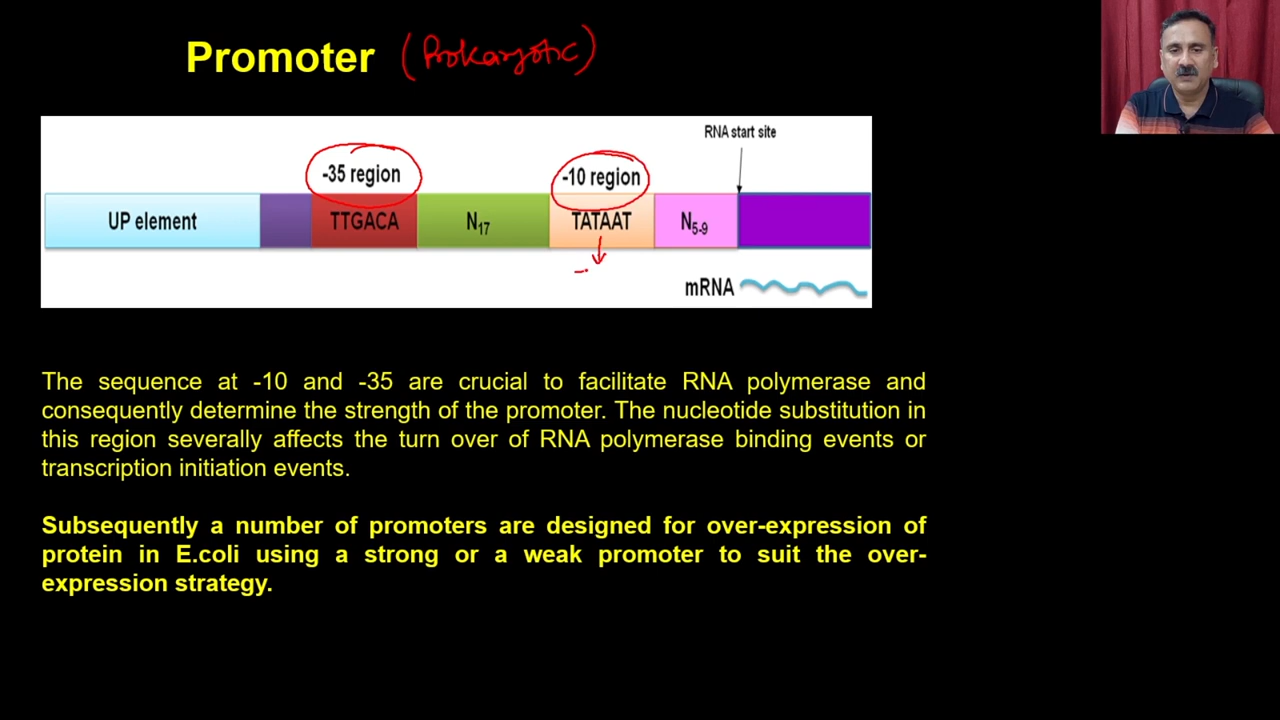 Promoter (Prokaryotic)
RNA start site
-35 region
-10 region
UP element
TTGACA
N17
TATAAT
N5-9
mRNA
The sequence at -10 and -35 are crucial to facilitate RNA polymerase and
consequently determine the strength of the promoter. The nucleotide substitution in
this region severally affects the turn over of RNA polymerase binding events or
transcription initiation events.
Subsequently a number of promoters are designed for over-expression of
protein in E.coli using a strong or a weak promoter to suit the over-
expression strategy.